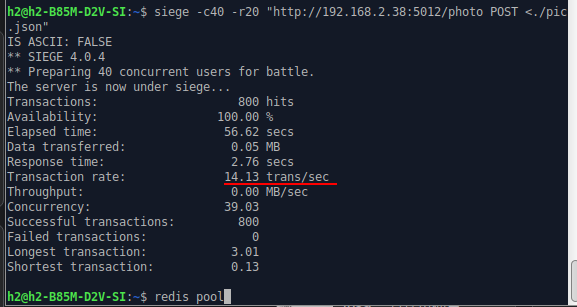 h2@h2-B85M-D2V-SI:~$ siege -c40 -r20 "http://192.168.2.38:5012/photo POST <./pic
.json"
IS ASCII: FALSE
** SIEGE 4.0.4
** Preparing 40 concurrent users for battle.
The server is now under siege...
Transactions: 800 hits
Availability: 100.00 %
Elapsed time: 56.62 secs
Data transferred: 0.05 MB
Response time: 2.76 secs
Transaction rate: 14.13 trans/sec
Throughput: 0.00 MB/sec
Concurrency: 39.03
Successful transactions: 800
Failed transactions: 0
Longest transaction: 3.01
Shortest transaction: 0.13
h2@h2-B85M-D2V-SI:~$ redis pool